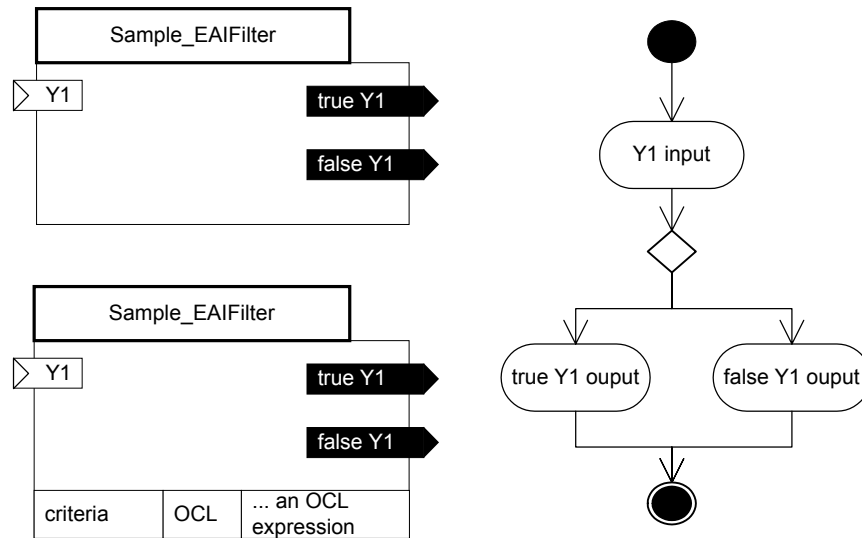 Sample_EAIFilter
Y1
true Y1
false Y1
Sample_EAIFilter
Y1
true Y1
false Y1
criteria
OCL
... an OCL
expression
Y1 input
true Y1 ouput
false Y1 ouput